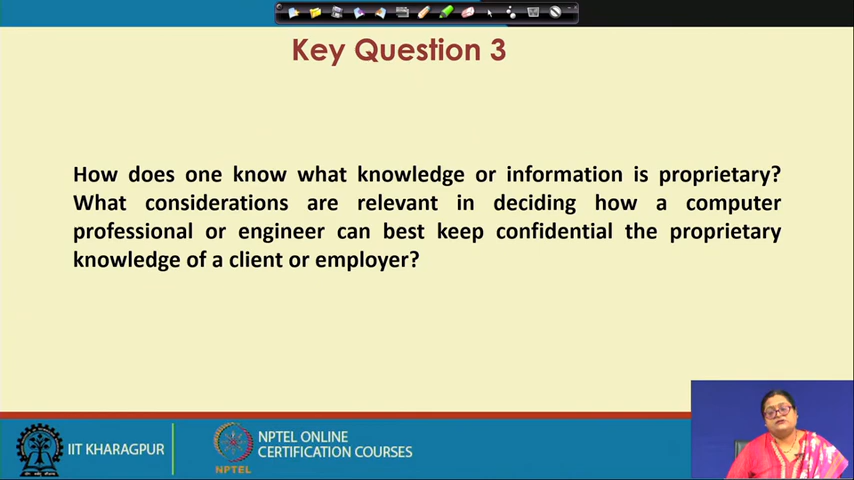 Key Question 3
How does one know what knowledge or information is proprietary?
What considerations are relevant in deciding how a computer
professional or engineer can best keep confidential the proprietary
knowledge of a client or employer?
IIT KHARAGPUR
NPTEL
NPTEL ONLINE
CERTIFICATION COURSES